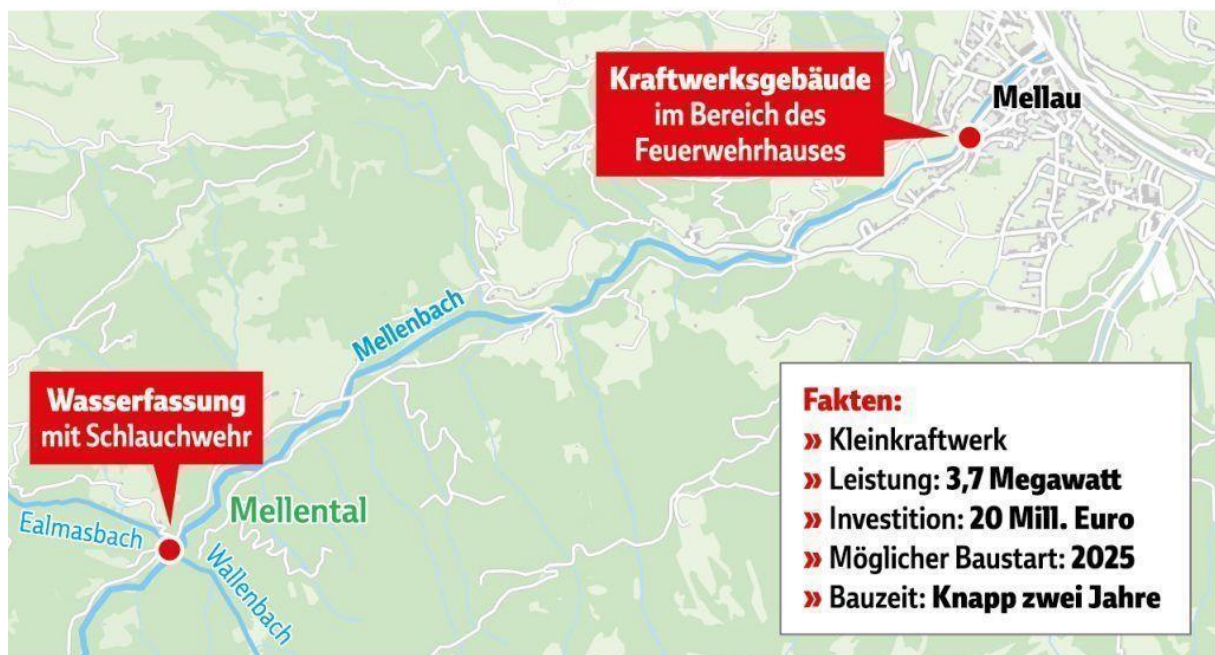 Kraftwerksgebäude
im Bereich des
Feuerwehrhauses
Mellau
Mellenbach
Wasserfassung
mit Schlauchwehr
Mellental
Ealmasbach
Wallenbach
Fakten:
» Kleinkraftwerk
» Leistung: 3,7 Megawatt
» Investition: 20 Mill. Euro
» Möglicher Baustart: 2025
» Bauzeit: Knapp zwei Jahre